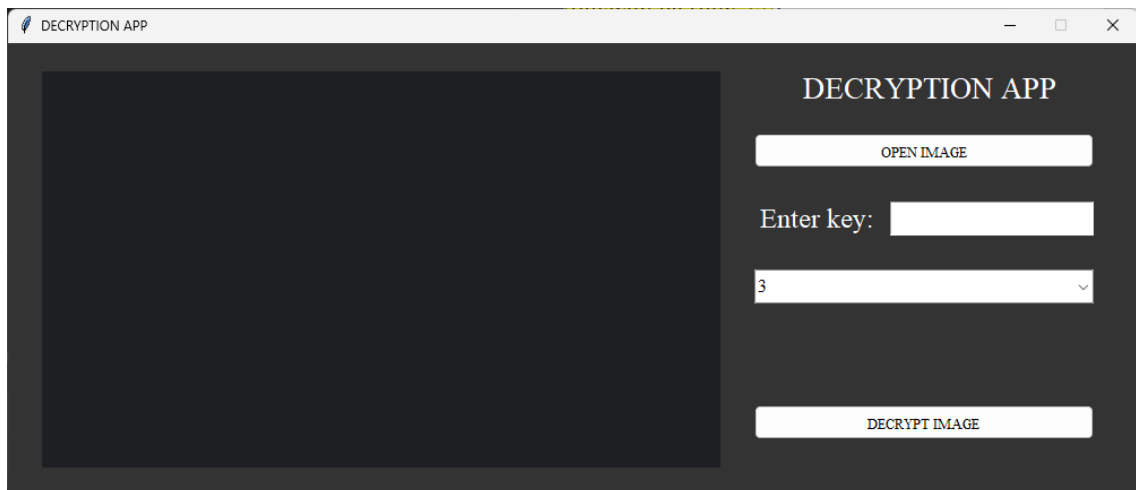 DECRYPTION APP
DECRYPTION APP
OPEN IMAGE
Enter key:
3
DECRYPT IMAGE